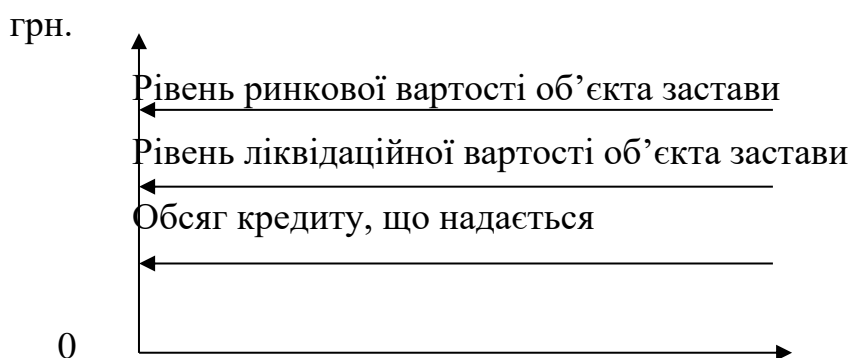 грн.
Рівень ринкової вартості об’єкта застави
Рівень ліквідаційної вартості об’єкта застави
Обсяг кредиту, що надається
0